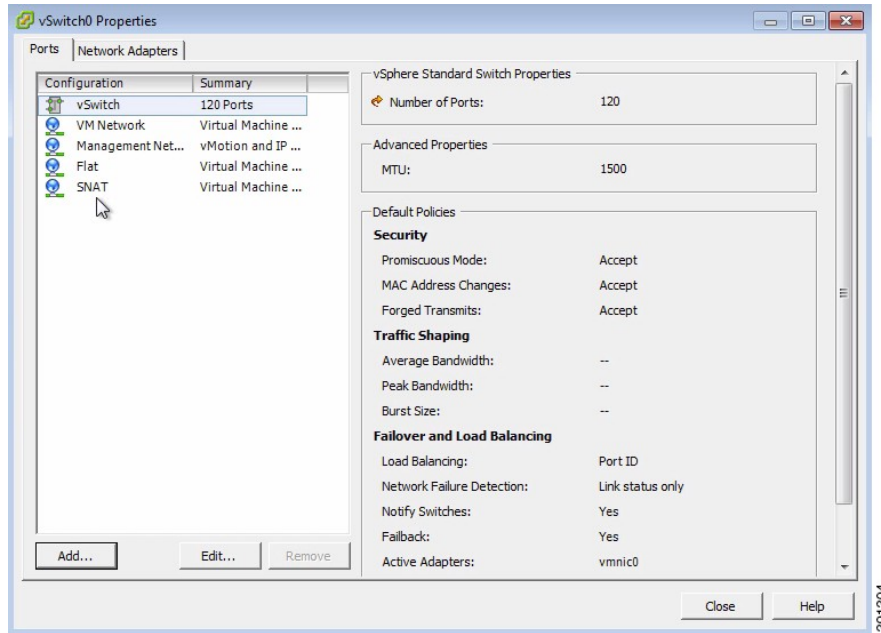 vSwitch0 Properties
Ports Network Adapters
Configuration Summary
vSwitch 120 Ports
VM Network Virtual Machine ...
Management Net... vMotion and IP ...
Flat Virtual Machine ...
SNAT Virtual Machine ...
Add... Edit... Remove
vSphere Standard Switch Properties
Number of Ports: 120
Advanced Properties
MTU: 1500
Default Policies
Security
Promiscuous Mode: Accept
MAC Address Changes: Accept
Forged Transmits: Accept
Traffic Shaping
Average Bandwidth: --
Peak Bandwidth: --
Burst Size: --
Failover and Load Balancing
Load Balancing: Port ID
Network Failure Detection: Link status only
Notify Switches: Yes
Failback: Yes
Active Adapters: vmnic0
Close Help